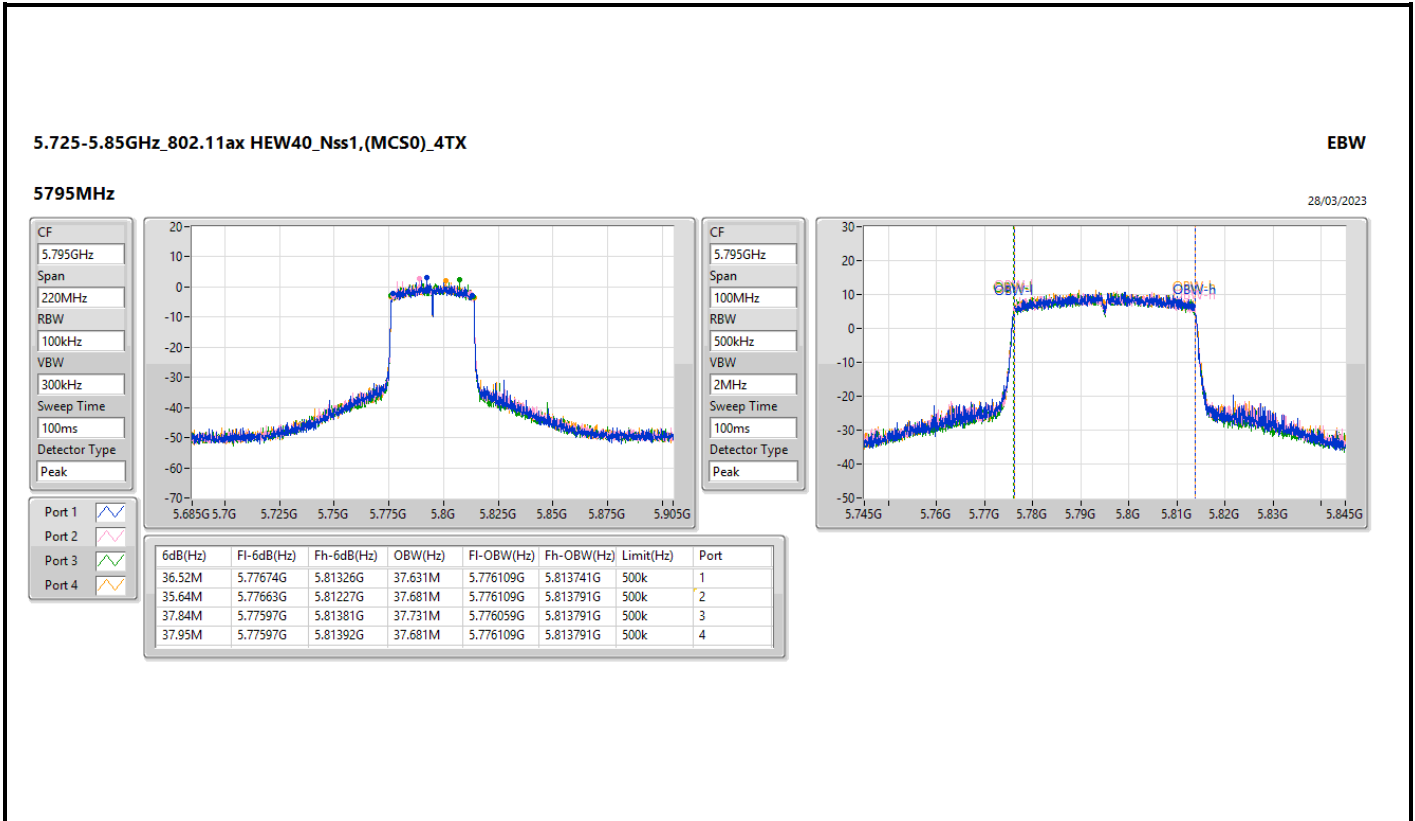 5.725-5.85GHz_802.11ax HEW40_Nss1,(MCS0)_4TX
EBW
5795MHz
28/03/2023
CF
5.795GHz
Span
220MHz
RBW
100kHz
VBW
300kHz
Sweep Time
100ms
Detector Type
Peak
20
10
0
-10
-20
-30
-40
-50
-60
-70
5.685G 5.7G 5.725G 5.75G 5.775G 5.8G 5.825G 5.85G 5.875G 5.905G
CF
5.795GHz
Span
100MHz
RBW
500kHz
VBW
2MHz
Sweep Time
100ms
Detector Type
Peak
30
20
10
0
-10
-20
-30
-40
-50
OBW-l OBW-h
5.745G 5.76G 5.77G 5.78G 5.79G 5.8G 5.81G 5.82G 5.83G 5.845G
Port 1
Port 2
Port 3
Port 4
6dB(Hz) Fl-6dB(Hz) Fh-6dB(Hz) OBW(Hz) Fl-OBW(Hz) Fh-OBW(Hz) Limit(Hz) Port
36.52M 5.77674G 5.81326G 37.631M 5.776109G 5.813741G 500k 1
35.64M 5.77663G 5.81227G 37.681M 5.776109G 5.813791G 500k 2
37.84M 5.77597G 5.81381G 37.731M 5.776059G 5.813791G 500k 3
37.95M 5.77597G 5.81392G 37.681M 5.776109G 5.813791G 500k 4